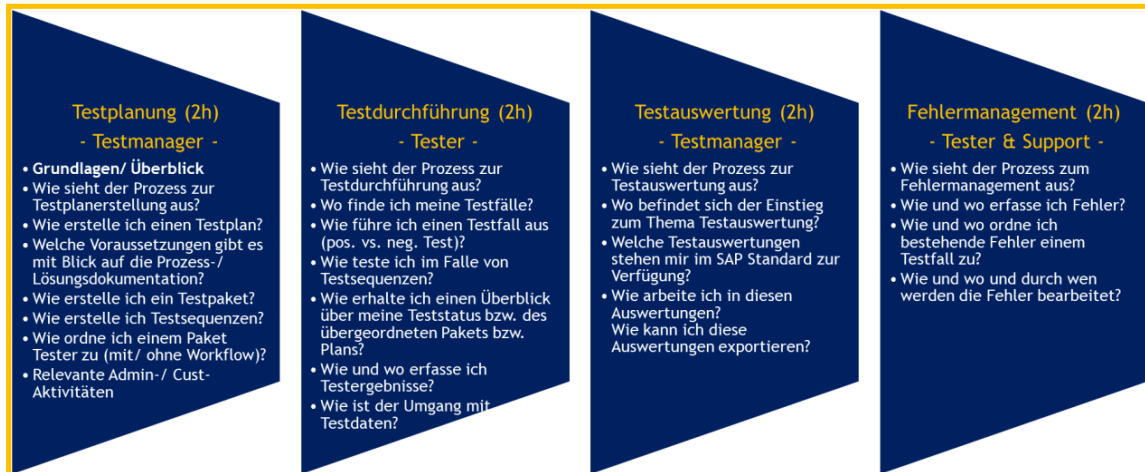 Testplanung (2h)
- Testmanager -
• Grundlagen/ Überblick
• Wie sieht der Prozess zur
Testplanerstellung aus?
• Wie erstelle ich einen Testplan?
• Welche Voraussetzungen gibt es
mit Blick auf die Prozess-/
Lösungsdokumentation?
• Wie erstelle ich ein Testpaket?
• Wie erstelle ich Testsequenzen?
• Wie ordne ich einem Paket
Tester zu (mit/ ohne Workflow)?
• Relevante Admin-/ Cust-
Aktivitäten
Testdurchführung (2h)
- Tester -
• Wie sieht der Prozess zur
Testdurchführung aus?
• Wo finde ich meine Testfälle?
• Wie führe ich einen Testfall aus
(pos. vs. neg. Test)?
• Wie teste ich im Falle von
Testsequenzen?
• Wie erhalte ich einen Überblick
über meine Teststatus bzw. des
übergeordneten Pakets bzw.
Plans?
• Wie und wo erfasse ich
Testergebnisse?
• Wie ist der Umgang mit
Testdaten?
Testauswertung (2h)
- Testmanager -
• Wie sieht der Prozess zur
Testauswertung aus?
• Wo befindet sich der Einstieg
zum Thema Testauswertung?
• Welche Testauswertungen
stehen mir im SAP Standard zur
Verfügung?
• Wie arbeite ich in diesen
Auswertungen?
Wie kann ich diese
Auswertungen exportieren?
Fehlermanagement (2h)
- Tester & Support -
• Wie sieht der Prozess zum
Fehlermanagement aus?
• Wie und wo erfasse ich Fehler?
• Wie und wo ordne ich
bestehende Fehler einem
Testfall zu?
• Wie und wo und durch wen
werden die Fehler bearbeitet?